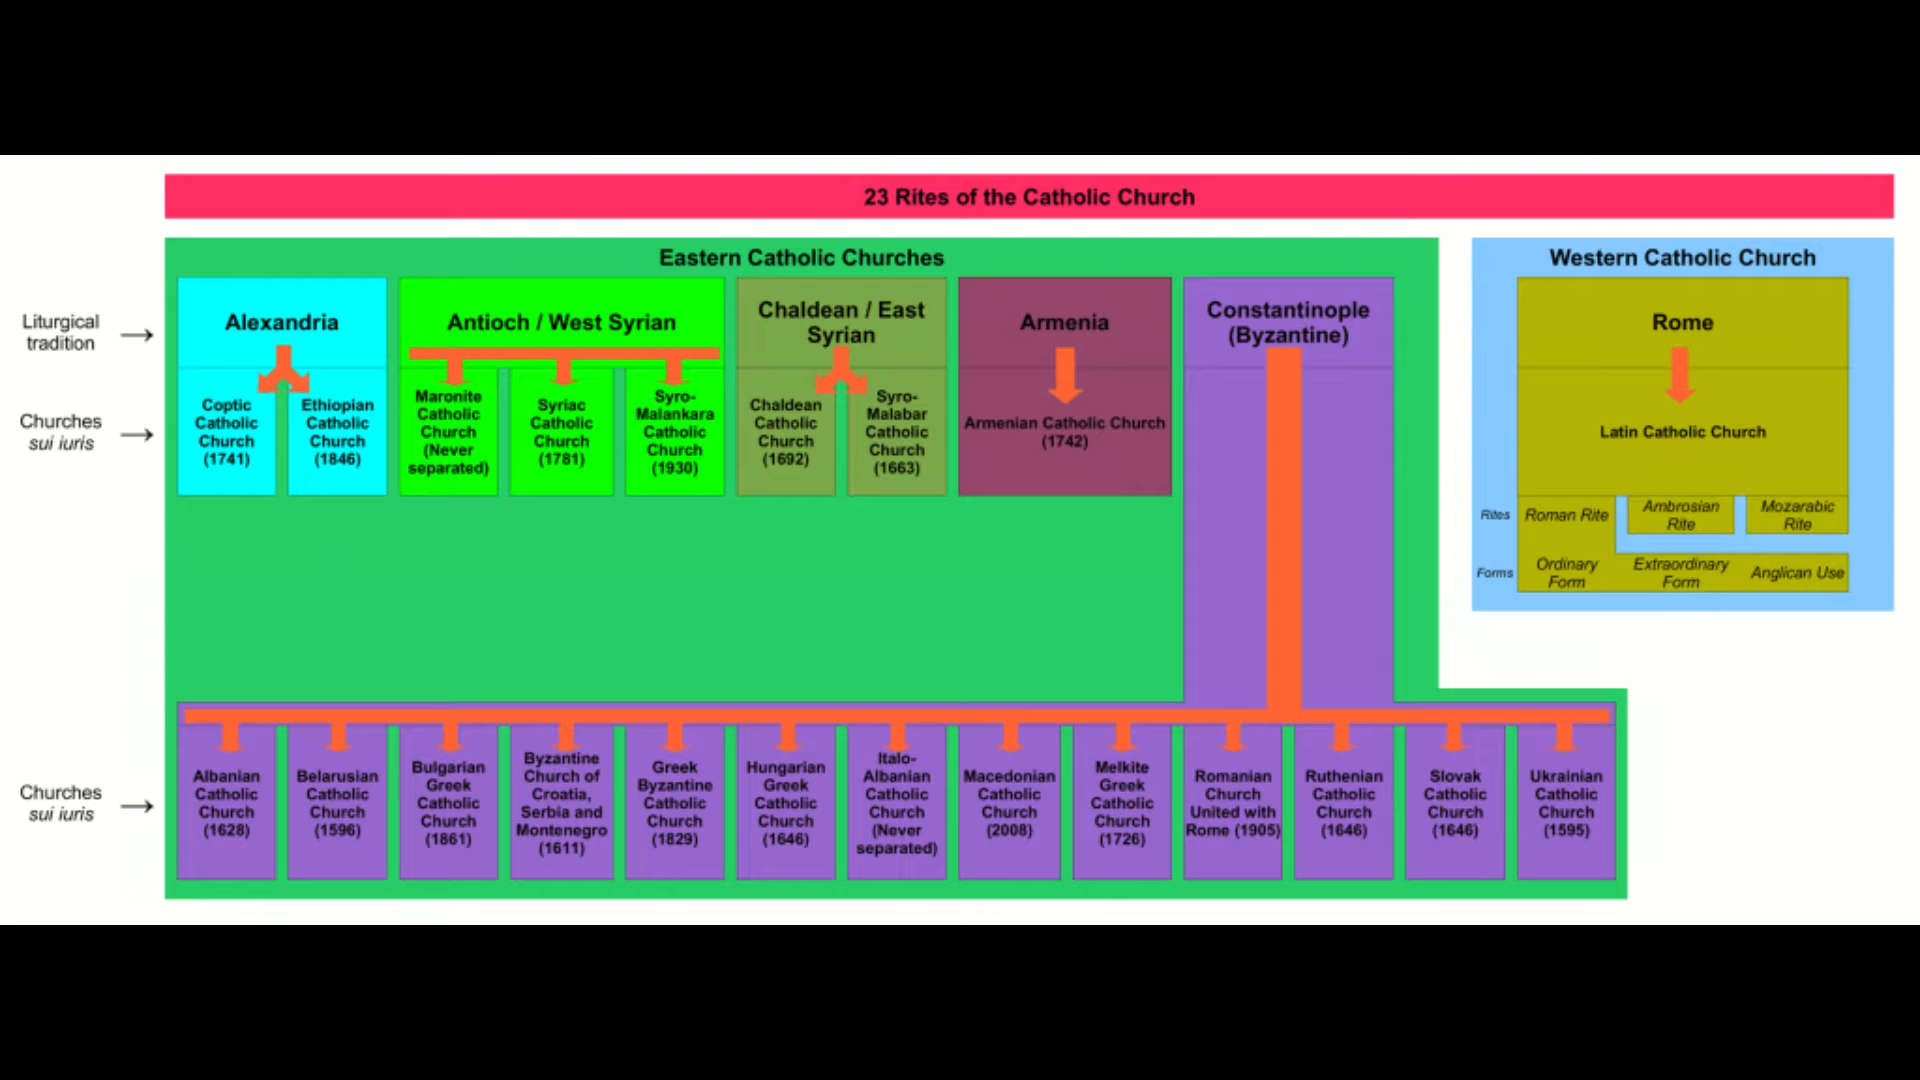 23 Rites of the Catholic Church
Eastern Catholic Churches
Western Catholic Church
Liturgical
tradition
Alexandria
Antioch / West Syrian
Chaldean / East
Syrian
Armenia
Constantinople
(Byzantine)
Rome
Churches
sui iuris
Coptic
Catholic
Church
(1741)
Ethiopian
Catholic
Church
(1846)
Maronite
Catholic
Church
(Never
separated)
Syriac
Catholic
Church
(1781)
Syro-
Malankara
Catholic
Church
(1930)
Chaldean
Catholic
Church
(1692)
Syro-
Malabar
Catholic
Church
(1663)
Armenian Catholic Church
(1742)
Latin Catholic Church
Rites
Roman Rite
Ambrosian
Rite
Mozarabic
Rite
Forms
Ordinary
Form
Extraordinary
Form
Anglican Use
Churches
sui iuris
Albanian
Catholic
Church
(1628)
Belarusian
Catholic
Church
(1596)
Bulgarian
Greek
Catholic
Church
(1861)
Byzantine
Church of
Croatia,
Serbia and
Montenegro
(1611)
Greek
Byzantine
Catholic
Church
(1829)
Hungarian
Greek
Catholic
Church
(1646)
Italo-
Albanian
Catholic
Church
(Never
separated)
Macedonian
Catholic
Church
(2008)
Melkite
Greek
Catholic
Church
(1726)
Romanian
Church
United with
Rome (1905)
Ruthenian
Catholic
Church
(1646)
Slovak
Catholic
Church
(1646)
Ukrainian
Catholic
Church
(1595)